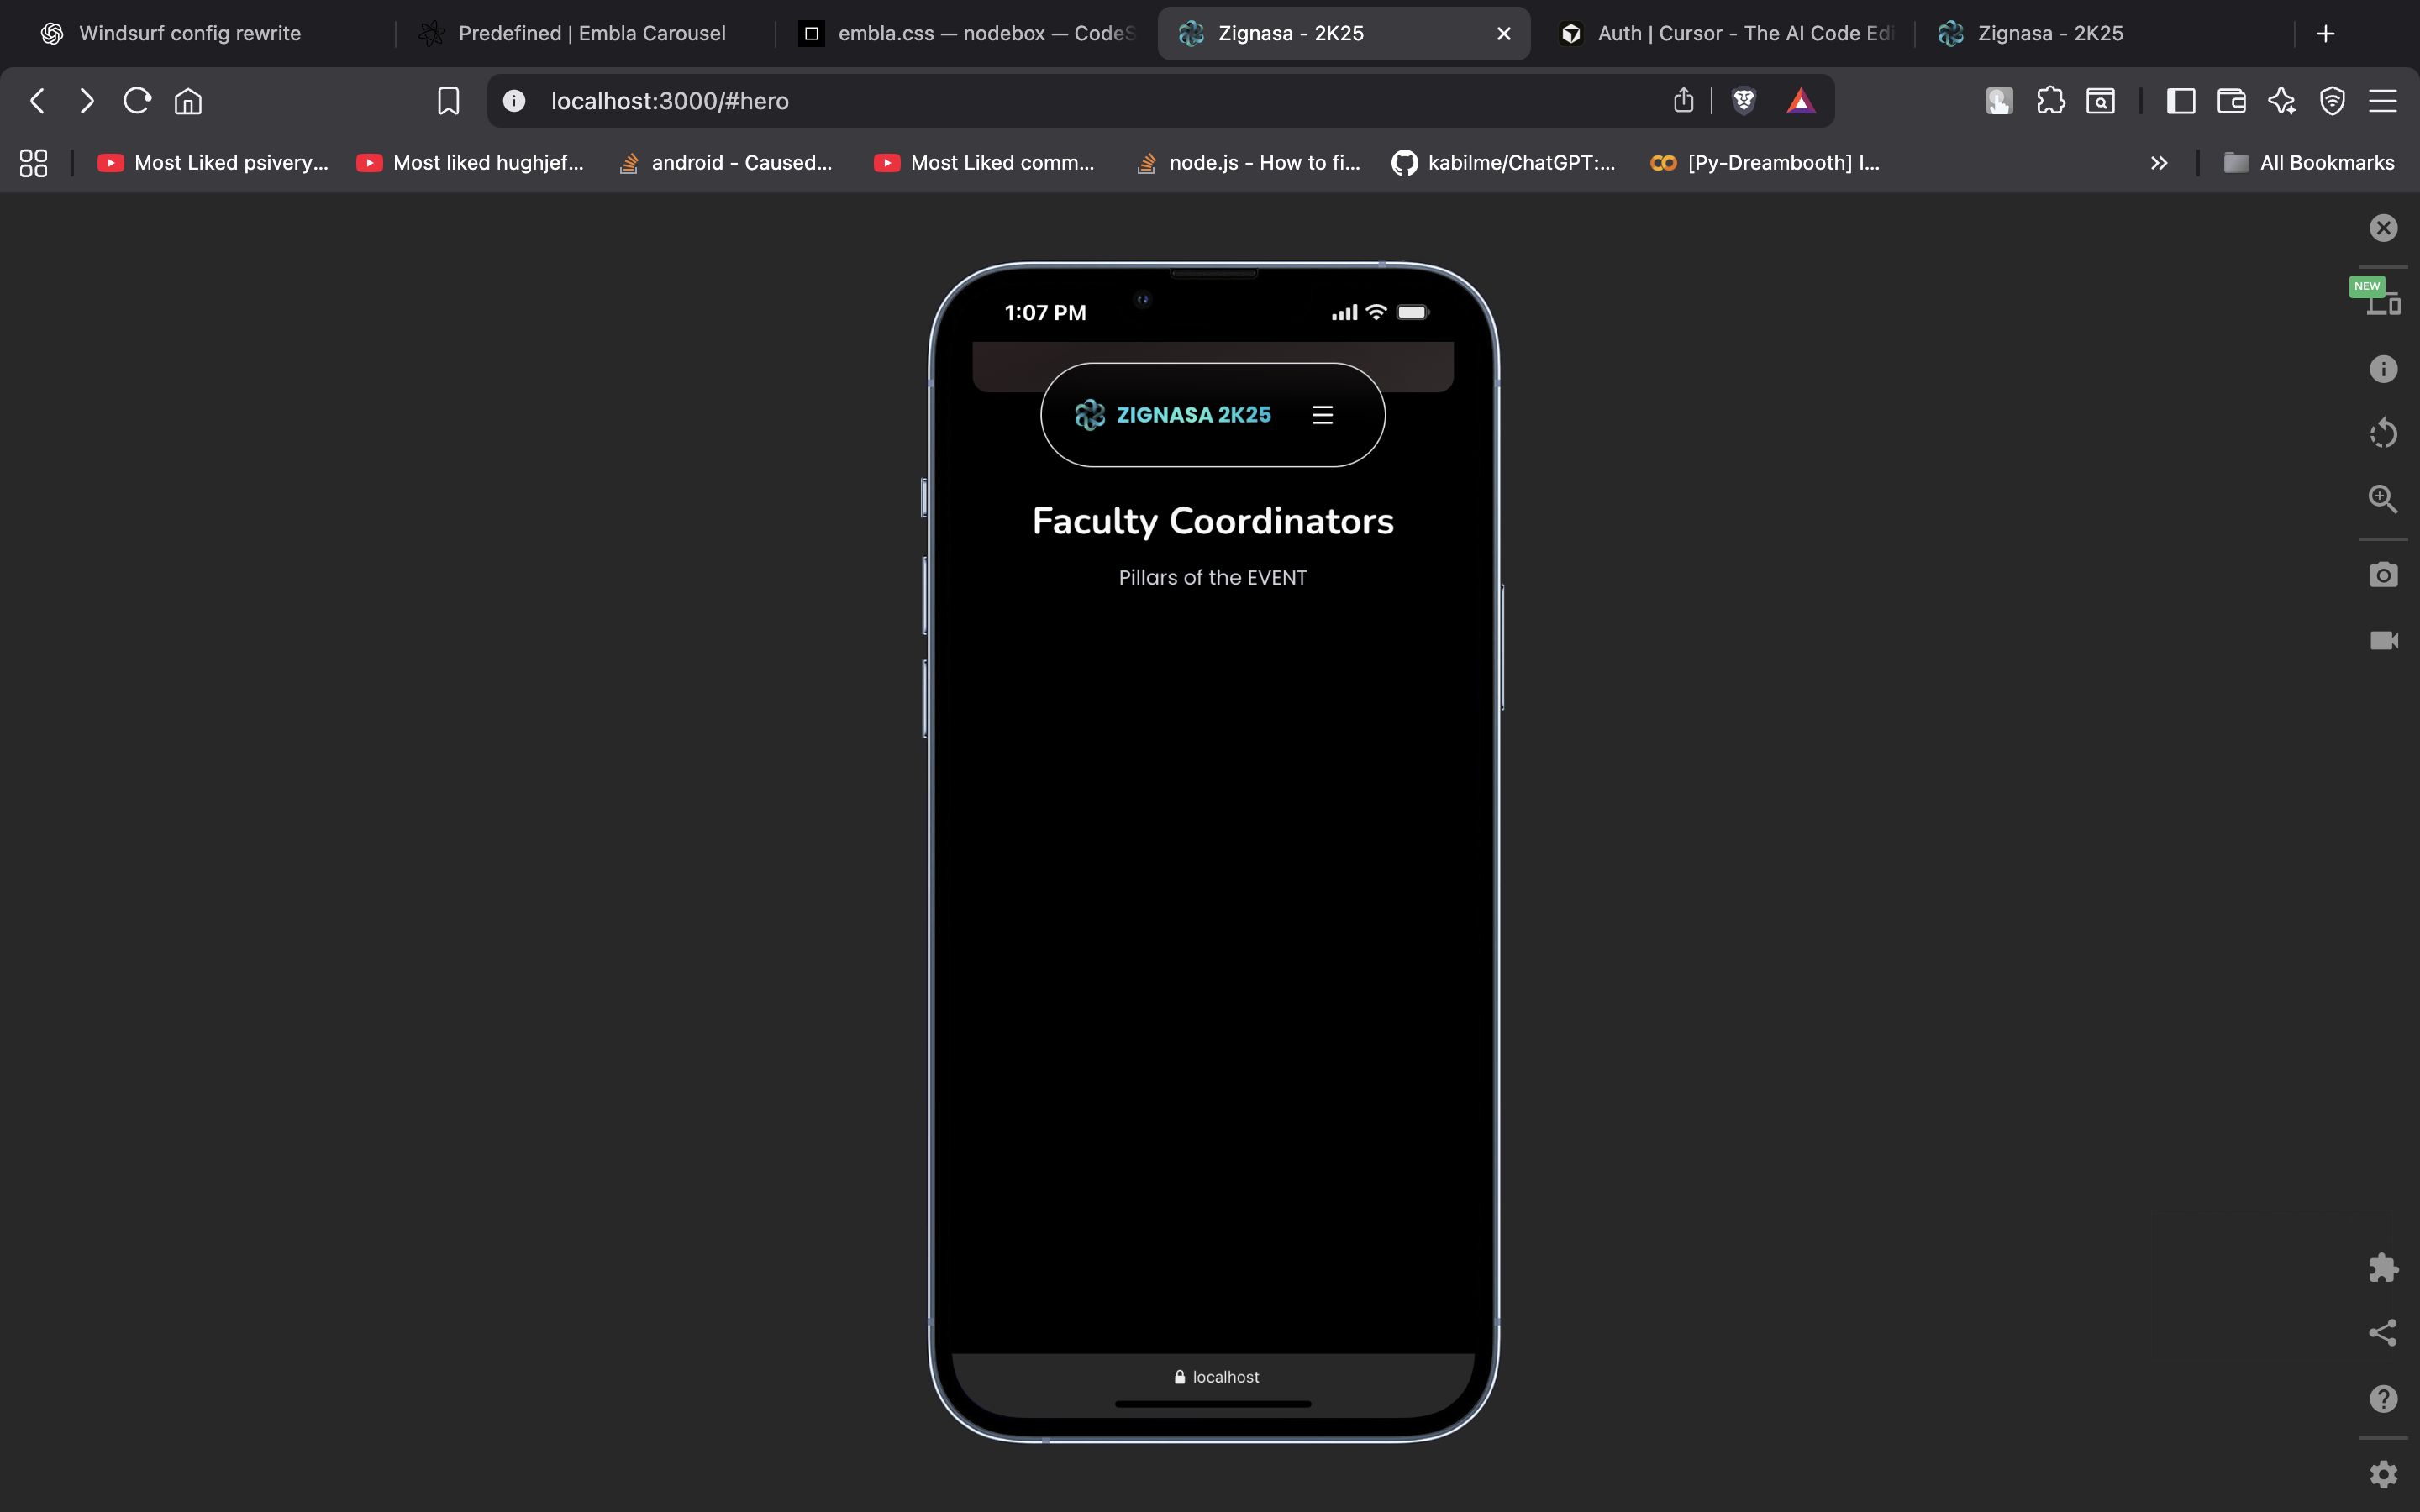 Windsurf config rewrite
Predefined | Embla Carousel
embla.css — nodebox — CodeS
Zignasa - 2K25
Auth | Cursor - The AI Code Edi
Zignasa - 2K25
localhost:3000/#hero
Most Liked psivery...
Most liked hughjef...
android - Caused...
Most Liked comm...
node.js - How to fi...
kabilme/ChatGPT:...
[Py-Dreambooth] I...
All Bookmarks
NEW
1:07 PM
ZIGNASA 2K25
Faculty Coordinators
Pillars of the EVENT
localhost